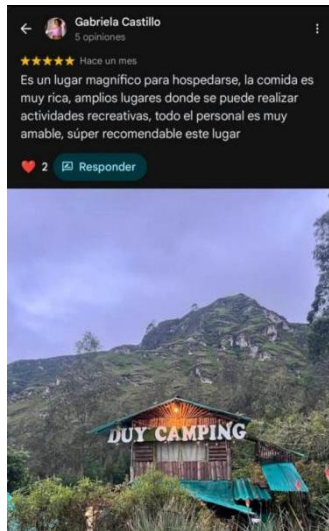 Gabriela Castillo
5 opiniones
Hace un mes
Es un lugar magnífico para hospedarse, la comida es
muy rica, amplios lugares donde se puede realizar
actividades recreativas, todo el personal es muy
amable, súper recomendable este lugar
2
Responder
DUY CAMPING